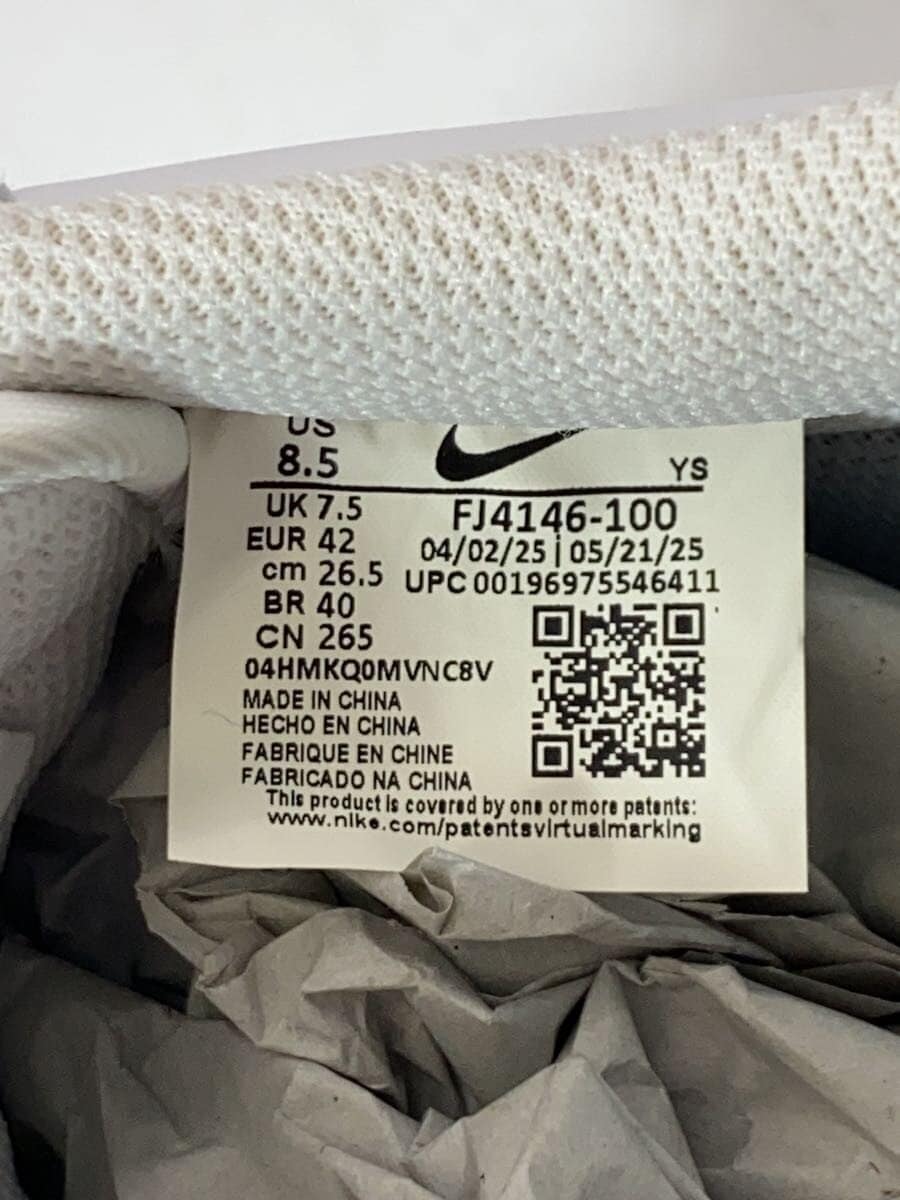 US
8.5
YS
UK 7.5
EUR 42
cm 26.5
BR 40
CN 265
FJ4146-100
04/02/25 | 05/21/25
UPC 00196975546411
04HMKQ0MVNC8V
MADE IN CHINA
HECHO EN CHINA
FABRIQUE EN CHINE
FABRICADO NA CHINA
This product is covered by one or more patents:
www.nike.com/patentsvirtualmarking